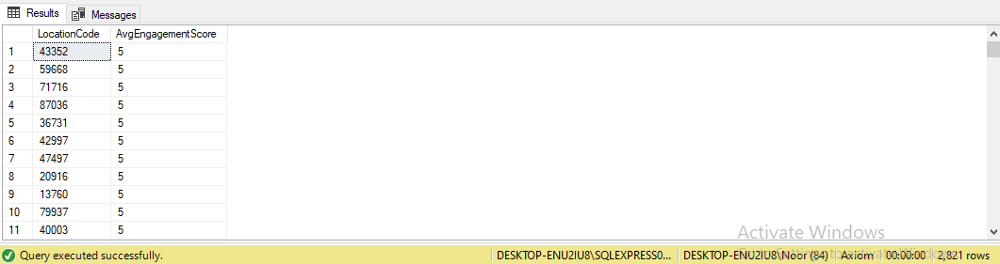 Results Messages
LocationCode AvgEngagementScore
1 43352 5
2 59668 5
3 71716 5
4 87036 5
5 36731 5
6 42997 5
7 47497 5
8 20916 5
9 13760 5
10 79937 5
11 40003 5
Activate Windows
Query executed successfully. DESKTOP-ENU2IU8\SQLEXPRESS0... DESKTOP-ENU2IU8\Noor (84) Axiom 00:00:00 2,821 rows